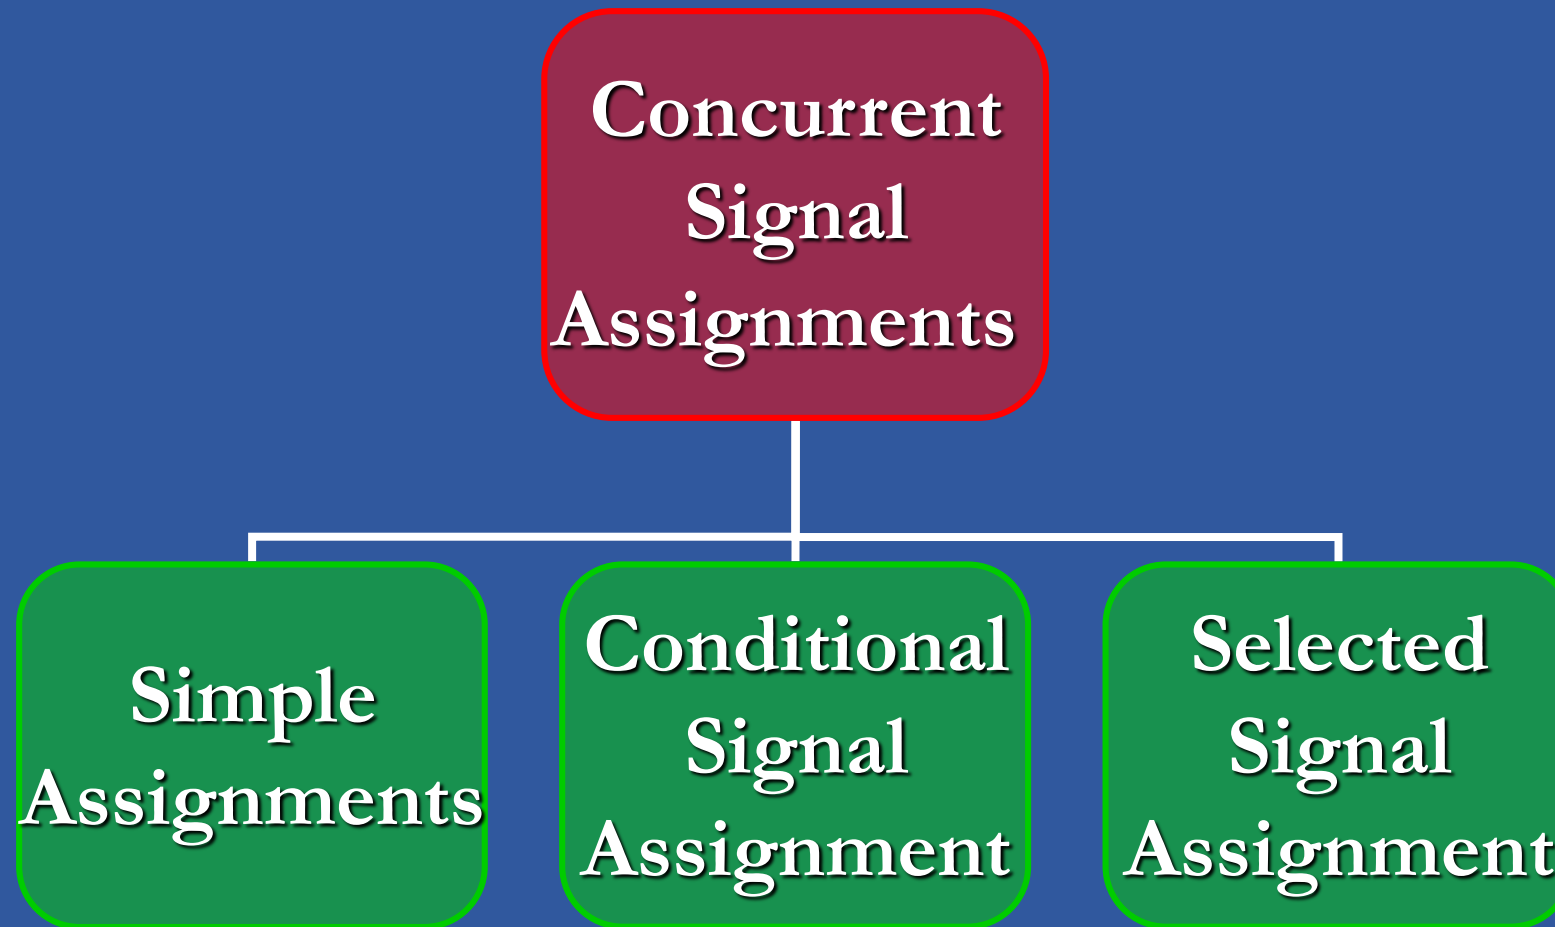 Concurrent
Signal
Assignments
Simple
Assignments
Conditional
Signal
Assignment
Selected
Signal
Assignment